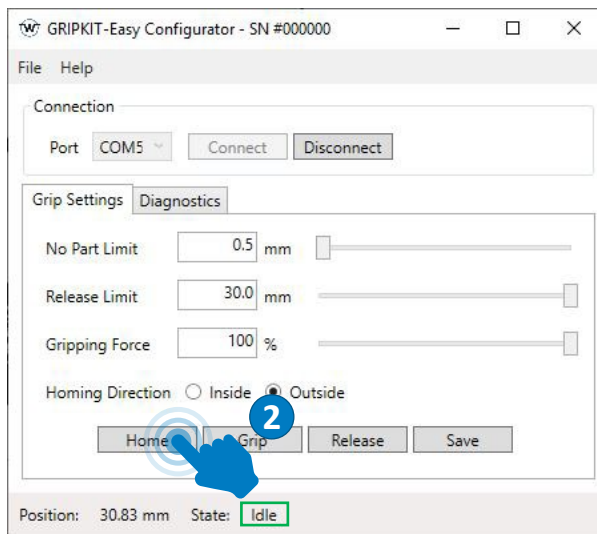 GRIPKIT-Easy Configurator - SN #000000
File Help
Connection
Port COM5 Connect Disconnect
Grip Settings Diagnostics
No Part Limit 0.5 mm
Release Limit 30.0 mm
Gripping Force 100 %
Homing Direction Inside Outside
2
Home Grip Release Save
Position: 30.83 mm State: Idle